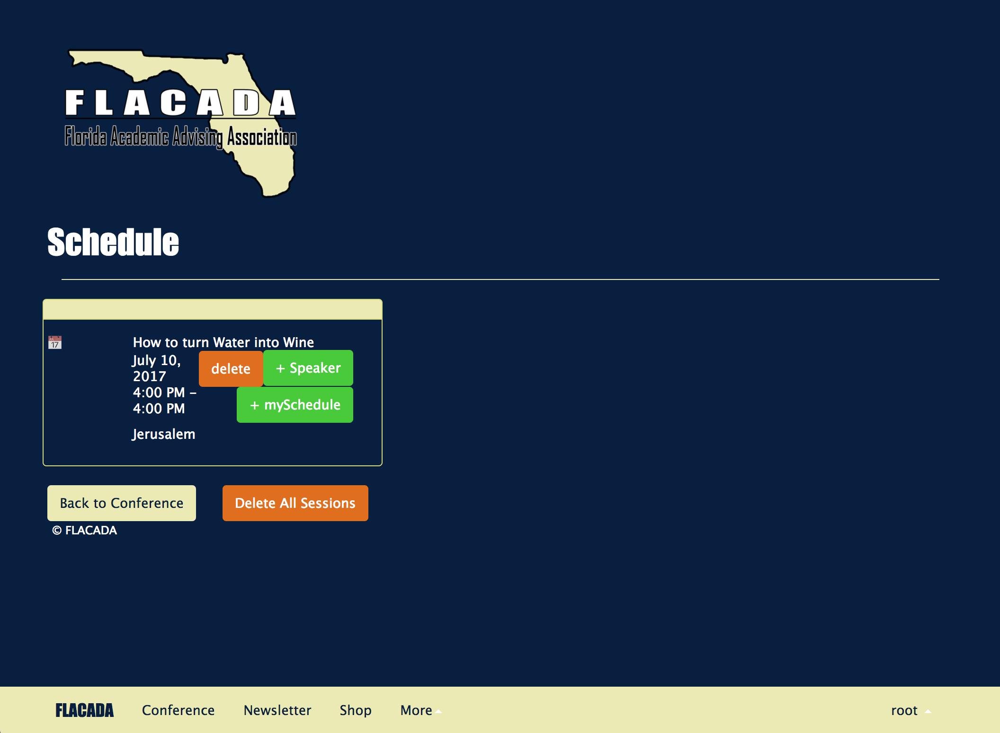 FLACADA
Florida Academic Advising Association
Schedule
JUL
17
How to turn Water into Wine
July 10,
2017
4:00 PM –
4:00 PM
delete
+ Speaker
+ mySchedule
Jerusalem
Back to Conference
Delete All Sessions
© FLACADA
FLACADA
Conference
Newsletter
Shop
More
root